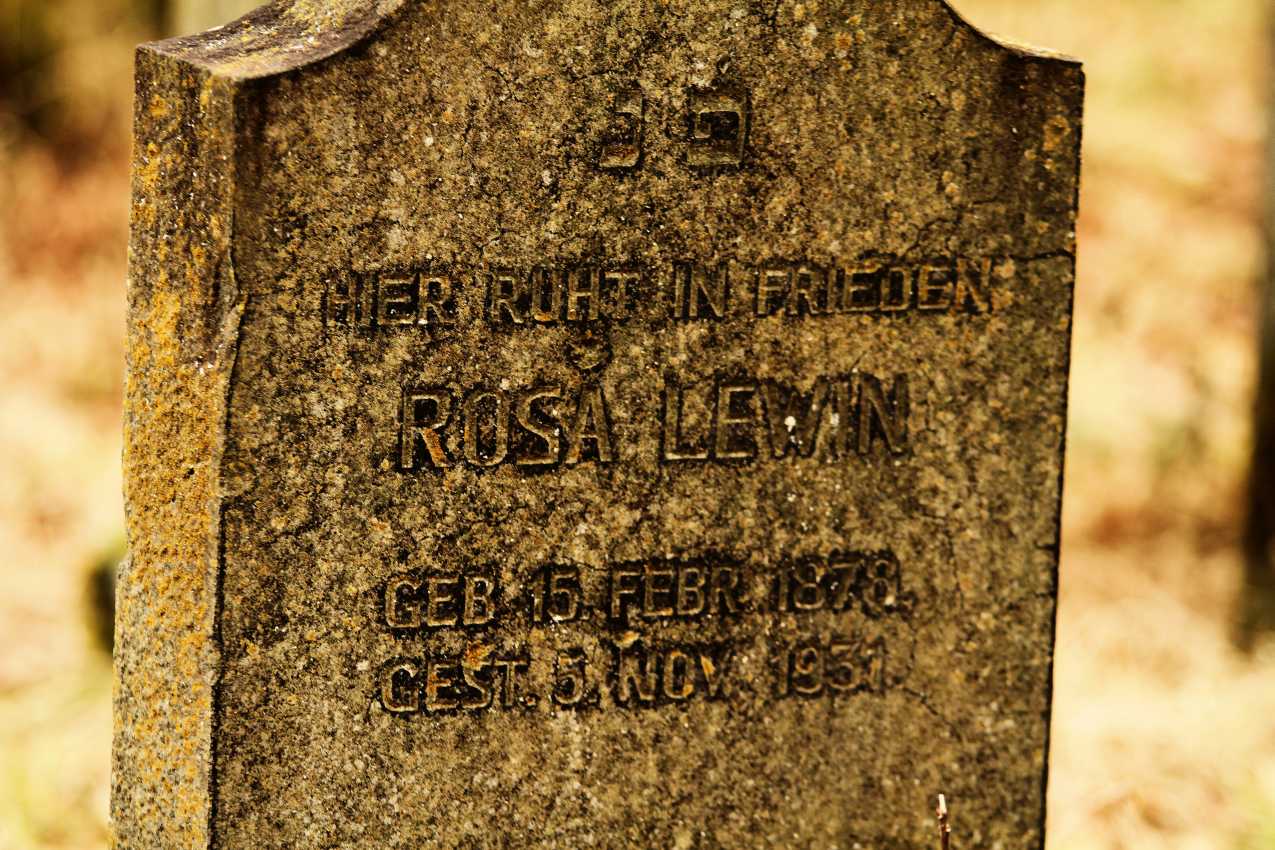 פ נ
HIER RUHT IN FRIEDEN
ROSA LEWIN
GEB. 15. FEBR. 1878.
GEST. 5. NOV. 1931.